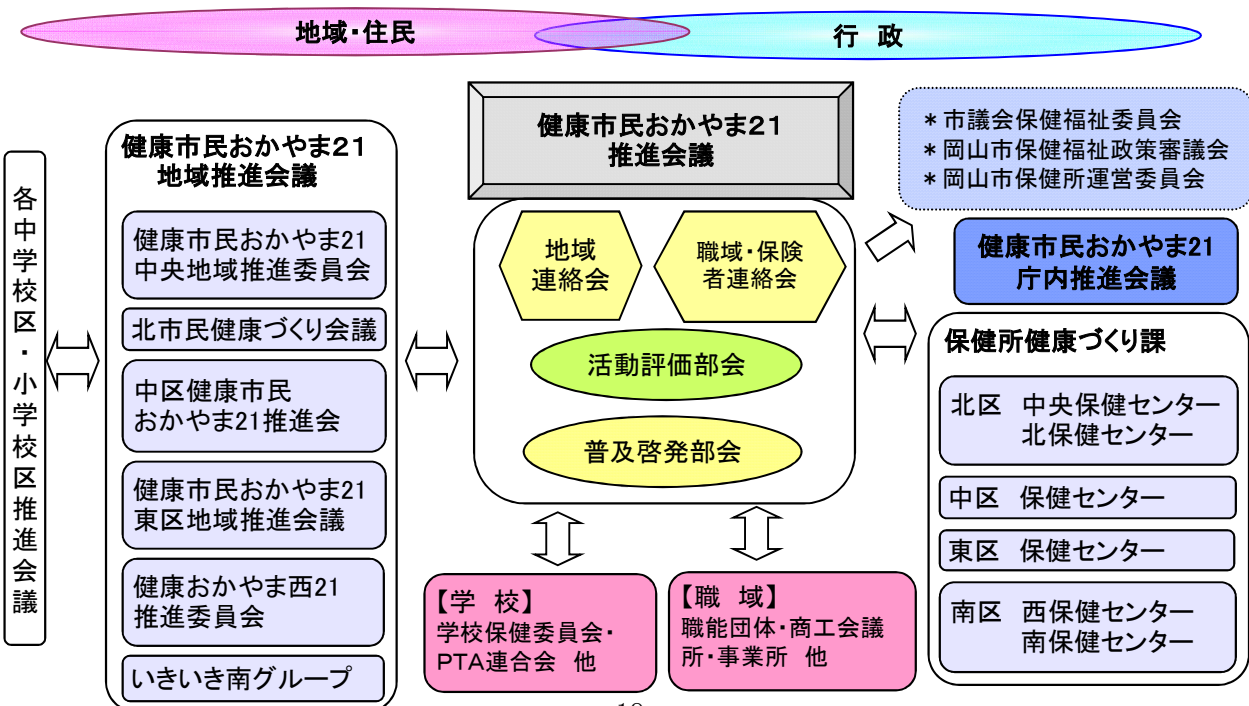 地域・住民
行 政
健康市民おかやま21
推進会議
＊市議会保健福祉委員会
＊岡山市保健福祉政策審議会
＊岡山市保健所運営委員会
各中学校区・小学校区推進会議
健康市民おかやま21
地域推進会議
健康市民おかやま21
中央地域推進委員会
北市民健康づくり会議
中区健康市民
おかやま21推進会
健康市民おかやま21
東区地域推進会議
健康おかやま西21
推進委員会
いきいき南グループ
地域
連絡会
職域・保険
者連絡会
活動評価部会
普及啓発部会
【学 校】
学校保健委員会・
PTA連合会 他
【職 域】
職能団体・商工会議
所・事業所 他
健康市民おかやま21
庁内推進会議
保健所健康づくり課
北区 中央保健センター
北保健センター
中区 保健センター
東区 保健センター
南区 西保健センター
南保健センター